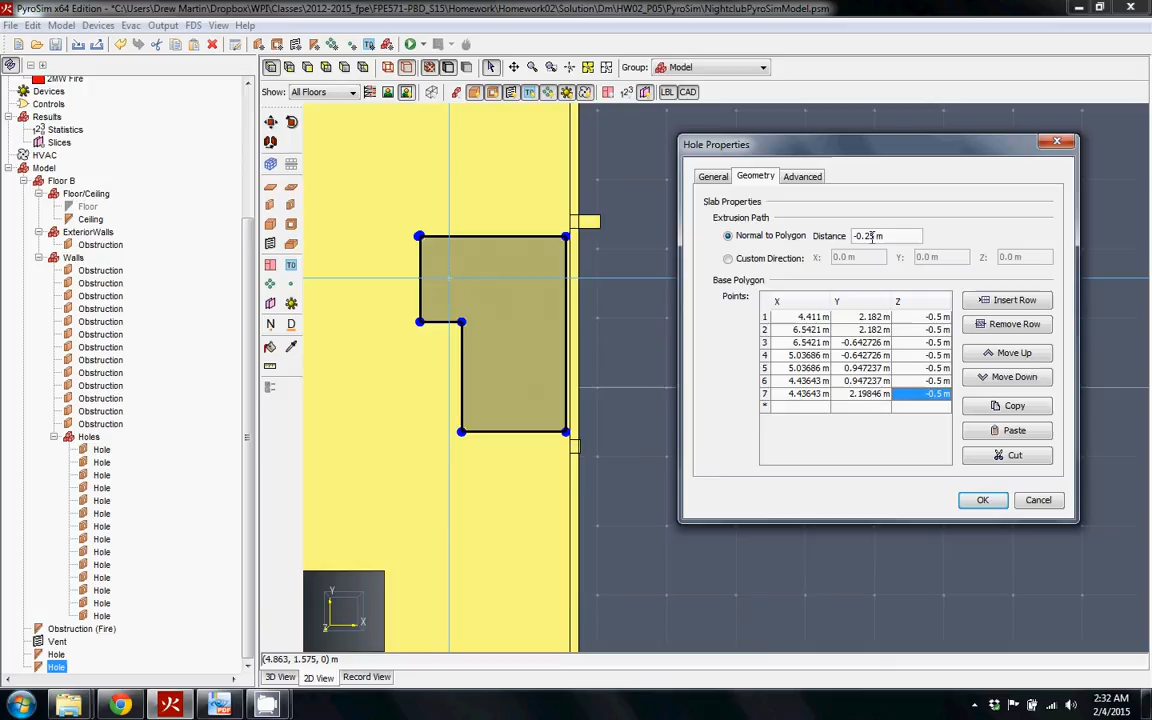 PyroSim x64 Edition - *C:\Users\Drew Martin\Dropbox\WPI\Classes\2012-2015_fpe\FPE571-PBD_S15\Homework\Homework02\Solution\Dm\HW02_P05\PyroSim\NightclubPyroSimModel.psm
File Edit Model Devices Output FDS View Help
Group: Model
Show: All Floors LBL CAD
2MW Fire
Devices
Controls
Results
Statistics
Slices
HVAC
Model
Floor B
Floor/Ceiling
Floor
Ceiling
ExteriorWalls
Obstruction
Walls
Obstruction
Obstruction
Obstruction
Obstruction
Obstruction
Obstruction
Obstruction
Obstruction
Obstruction
Obstruction
Obstruction
Obstruction
Obstruction
Holes
Hole
Hole
Hole
Hole
Hole
Hole
Hole
Hole
Hole
Hole
Hole
Hole
Hole
Hole
Obstruction (Fire)
Vent
Hole
Hole
Hole Properties
General Geometry Advanced
Slab Properties
Extrusion Path
Normal to Polygon Distance -0.25 m
Custom Direction: X: 0.0 m Y: 0.0 m Z: 0.0 m
Base Polygon
Points:
X Y Z
1 4.411 m 2.182 m -0.5 m
2 6.5421 m 2.182 m -0.5 m
3 6.5421 m -0.642726 m -0.5 m
4 5.03686 m -0.642726 m -0.5 m
5 5.03686 m 0.947237 m -0.5 m
6 4.43643 m 0.947237 m -0.5 m
7 4.43643 m 2.19846 m -0.5 m
*
Insert Row
Remove Row
Move Up
Move Down
Copy
Paste
Cut
OK Cancel
Y
X
Z
(4.863, 1.575, 0) m
3D View 2D View Record View
2:32 AM
2/4/2015